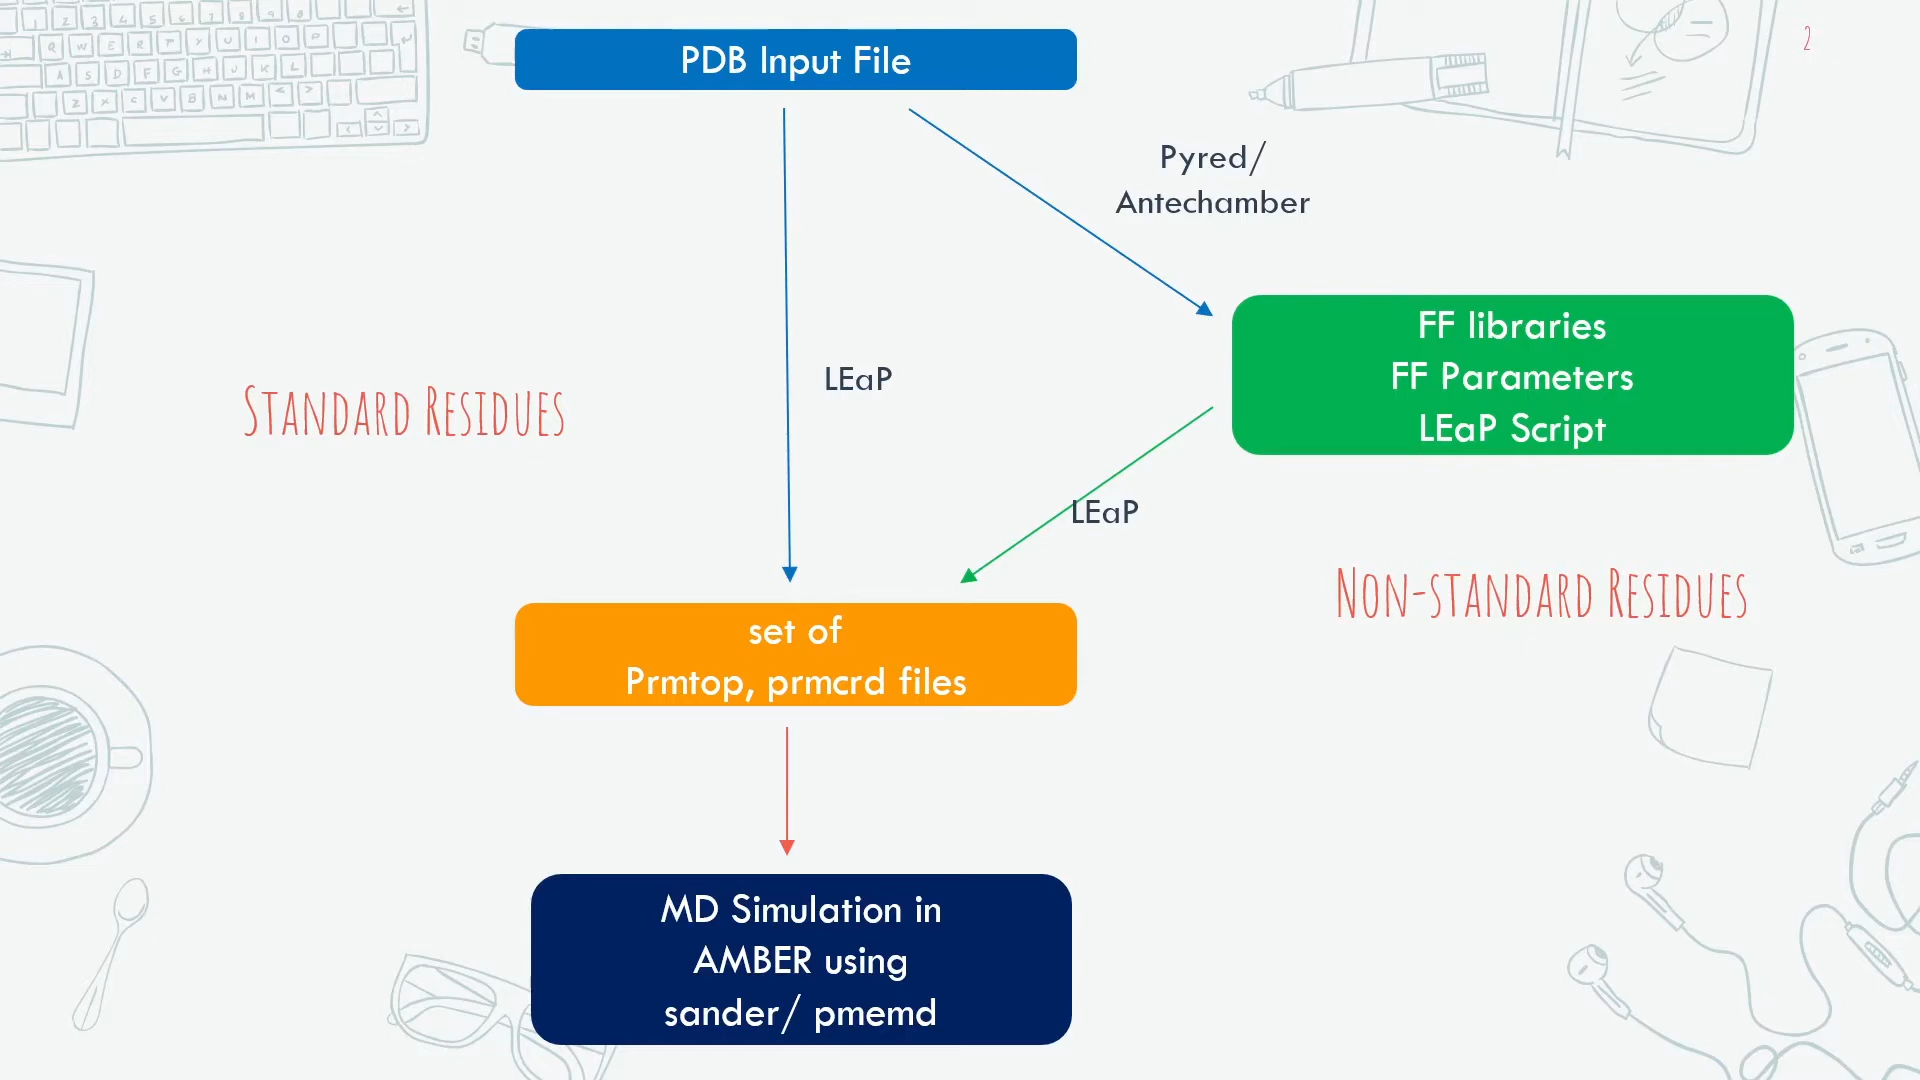 PDB Input File
2
Pyred/
Antechamber
FF libraries
FF Parameters
LEaP Script
LEaP
STANDARD RESIDUES
LEaP
NON-STANDARD RESIDUES
set of
Prmtop, prmcrd files
MD Simulation in
AMBER using
sander/ pmemd